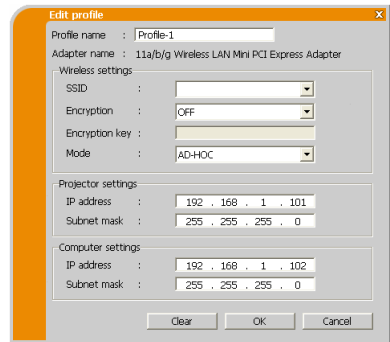 Edit profile X
Profile name : Profile-1
Adapter name : 11a/b/g Wireless LAN Mini PCI Express Adapter
Wireless settings
SSID :
Encryption : OFF
Encryption key :
Mode : AD-HOC
Projector settings
IP address : 192 . 168 . 1 . 101
Subnet mask : 255 . 255 . 255 . 0
Computer settings
IP address : 192 . 168 . 1 . 102
Subnet mask : 255 . 255 . 255 . 0
Clear OK Cancel